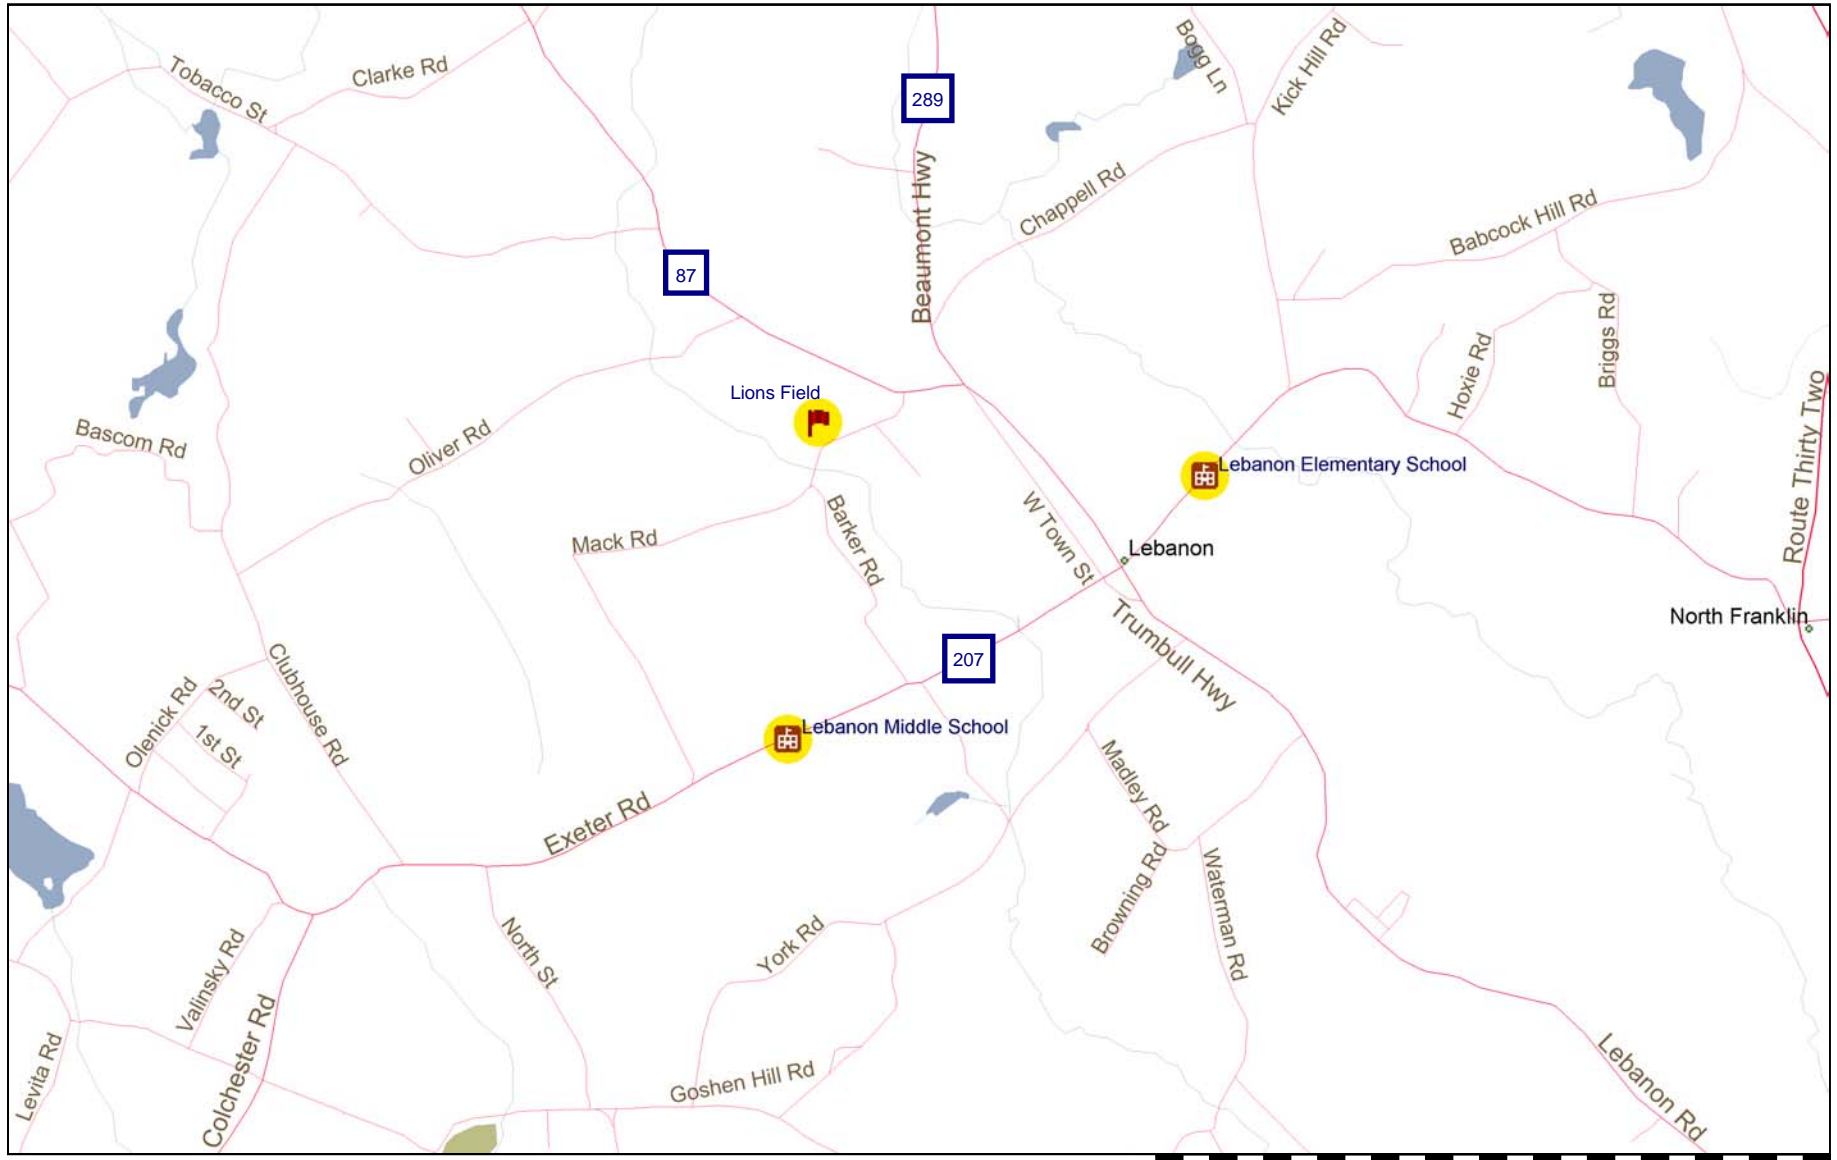 Bogg Ln
Kick Hill Rd
Tobacco St
Clarke Rd
289
Beaumont Hwy
Chappell Rd
Babcock Hill Rd
87
Briggs Rd
Hoxie Rd
Route Thirty Two
Lions Field
Bascom Rd
Oliver Rd
Lebanon Elementary School
W Town St
Barker Rd
Mack Rd
Lebanon
Trumbull Hwy
North Franklin
207
Clubhouse Rd
Olenick Rd
2nd St
1st St
Lebanon Middle School
Madley Rd
Exeter Rd
Browning Rd
Waterman Rd
North St
York Rd
Valinsky Rd
Colchester Rd
Levita Rd
Goshen Hill Rd
Lebanon Rd